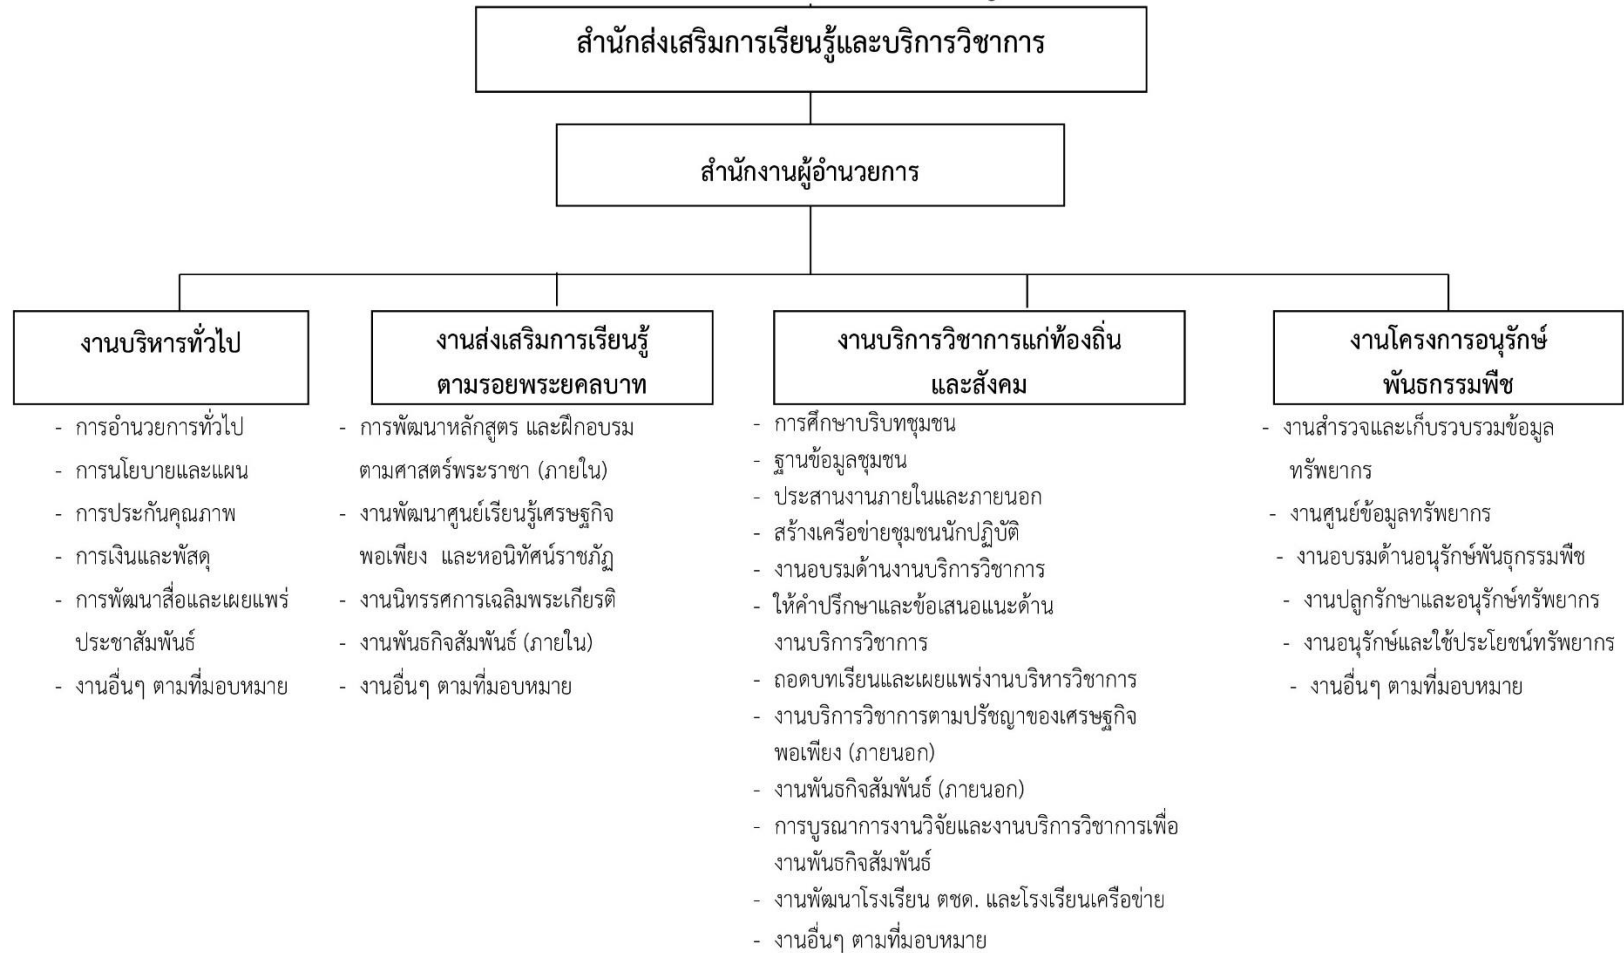 สำนักส่งเสริมการเรียนรู้และบริการวิชาการ
สำนักงานผู้อำนวยการ
งานบริหารทั่วไป
- การอำนวยการทั่วไป
- การนโยบายและแผน
- การประกันคุณภาพ
- การเงินและพัสดุ
- การพัฒนาสื่อและเผยแพร่
ประชาสัมพันธ์
- งานอื่นๆ ตามที่มอบหมาย
งานส่งเสริมการเรียนรู้
ตามรอยพระยคลบาท
- การพัฒนาหลักสูตร และฝึกอบรม
ตามศาสตร์พระราชา (ภายใน)
- งานพัฒนาศูนย์เรียนรู้เศรษฐกิจ
พอเพียง และหอนิทัศน์ราชภัฏ
- งานนิทรรศการเฉลิมพระเกียรติ
- งานพันธกิจสัมพันธ์ (ภายใน)
- งานอื่นๆ ตามที่มอบหมาย
งานบริการวิชาการแก่ท้องถิ่น
และสังคม
- การศึกษาบริบทชุมชน
- ฐานข้อมูลชุมชน
- ประสานงานภายในและภายนอก
- สร้างเครือข่ายชุมชนนักปฏิบัติ
- งานอบรมด้านงานบริการวิชาการ
- ให้คำปรึกษาและข้อเสนอแนะด้าน
งานบริการวิชาการ
- ถอดบทเรียนและเผยแพร่งานบริหารวิชาการ
- งานบริการวิชาการตามปรัชญาของเศรษฐกิจ
พอเพียง (ภายนอก)
- งานพันธกิจสัมพันธ์ (ภายนอก)
- การบูรณาการงานวิจัยและงานบริการวิชาการเพื่อ
งานพันธกิจสัมพันธ์
- งานพัฒนาโรงเรียน ตชด. และโรงเรียนเครือข่าย
- งานอื่นๆ ตามที่มอบหมาย
งานโครงการอนุรักษ์
พันธกรรมพืช
- งานสำรวจและเก็บรวบรวมข้อมูล
ทรัพยากร
- งานศูนย์ข้อมูลทรัพยากร
- งานอบรมด้านอนุรักษ์พันธุกรรมพืช
- งานปลูกรักษาและอนุรักษ์ทรัพยากร
- งานอนุรักษ์และใช้ประโยชน์ทรัพยากร
- งานอื่นๆ ตามที่มอบหมาย